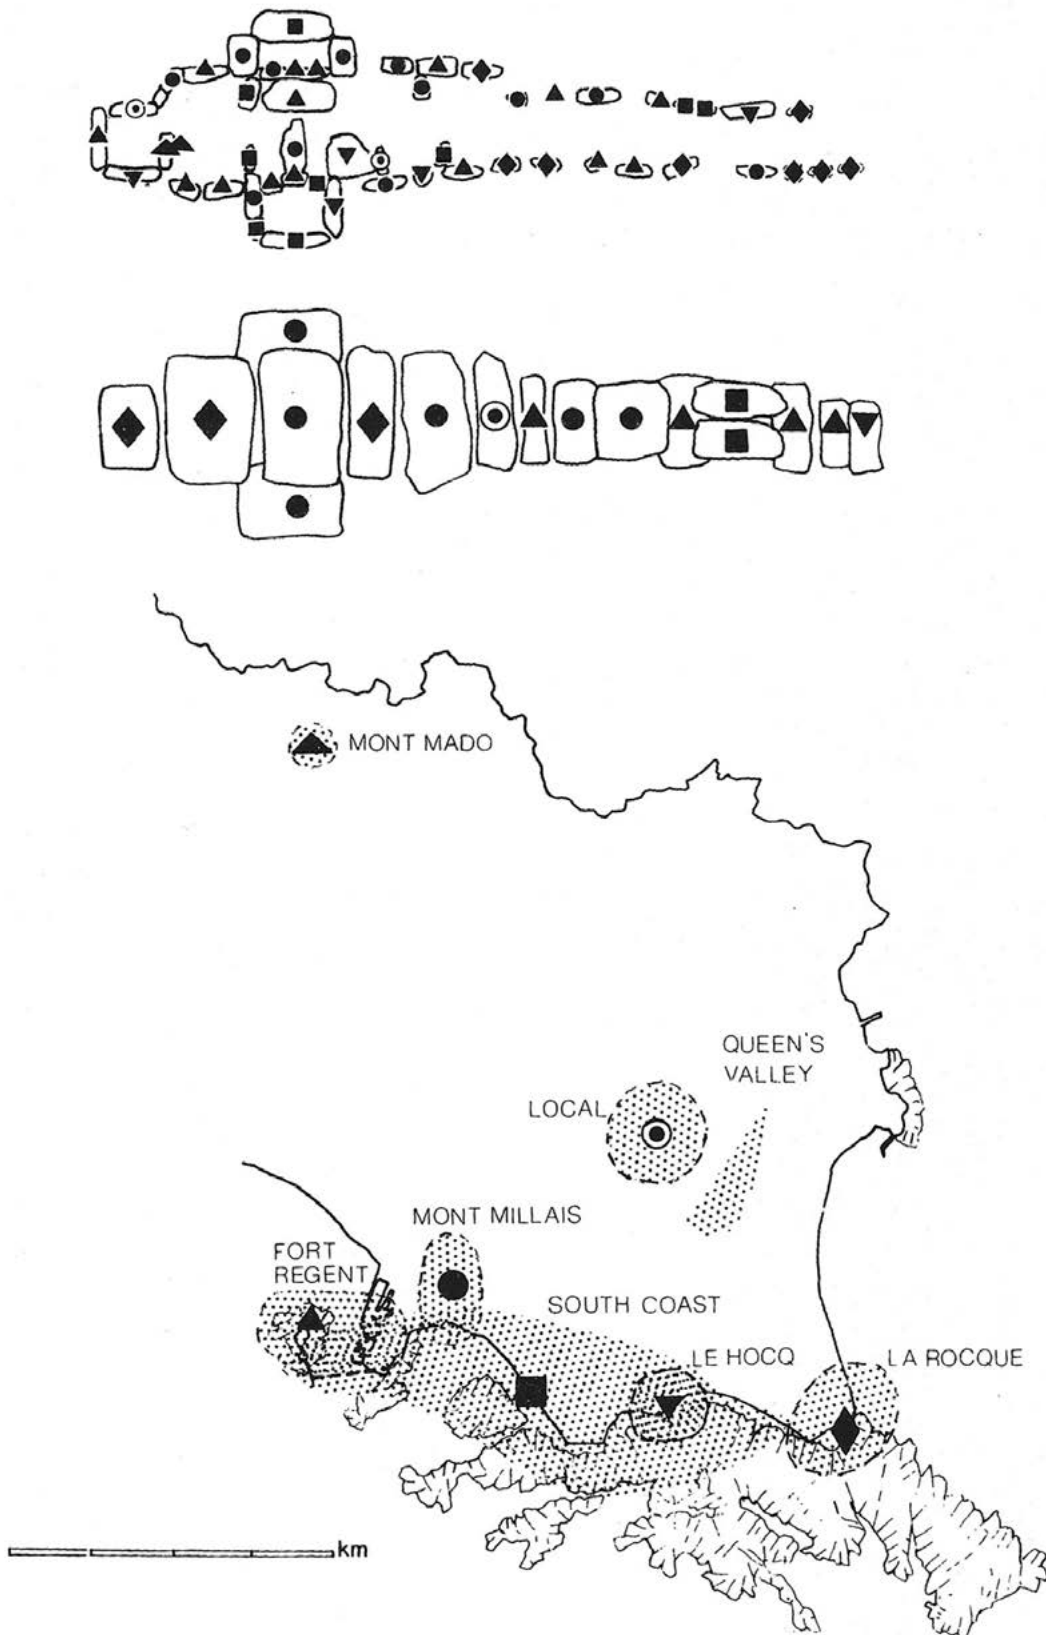 MONT MADO
QUEEN'S
VALLEY
LOCAL
MONT MILLAIS
FORT
REGENT
SOUTH COAST
LE HOCQ
LA ROCQUE
km